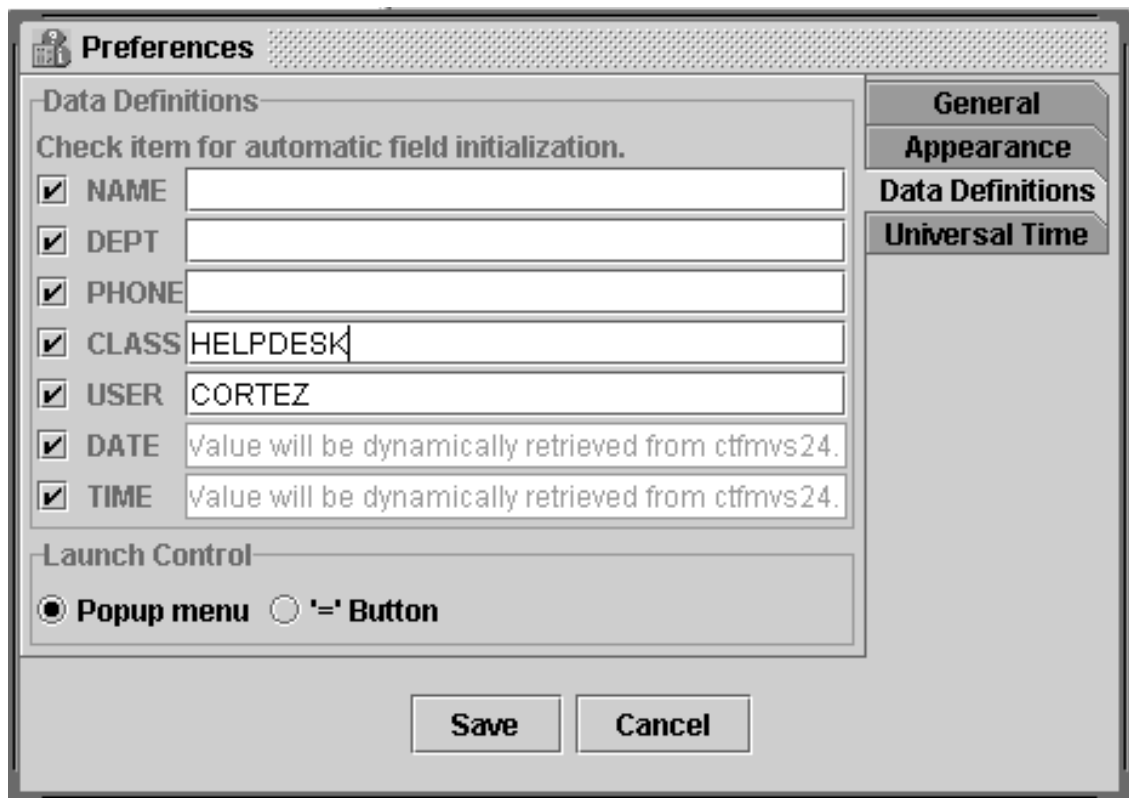 Preferences
Data Definitions
Check item for automatic field initialization.
NAME
DEPT
PHONE
CLASS HELPDESK
USER CORTEZ
DATE Value will be dynamically retrieved from ctfmvs24.
TIME Value will be dynamically retrieved from ctfmvs24.
Launch Control
Popup menu '=' Button
General
Appearance
Data Definitions
Universal Time
Save Cancel